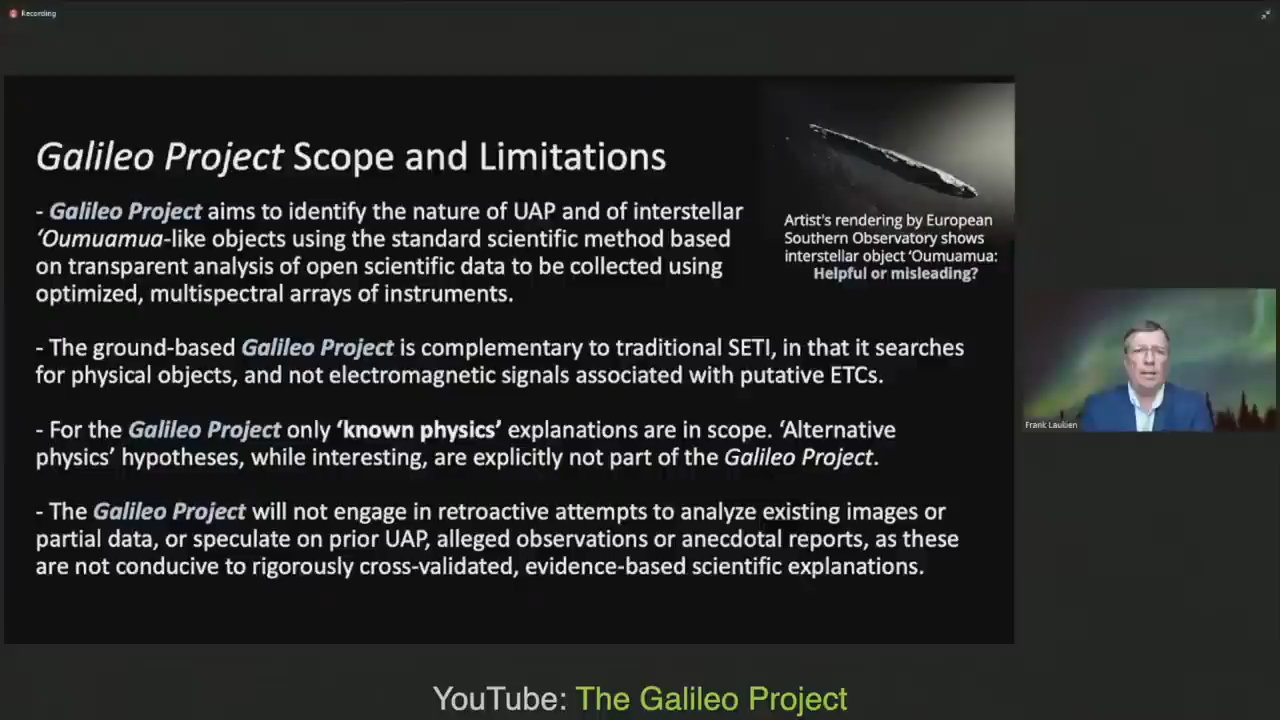 Recording
Galileo Project Scope and Limitations
- Galileo Project aims to identify the nature of UAP and of interstellar
‘Oumuamua-like objects using the standard scientific method based
on transparent analysis of open scientific data to be collected using
optimized, multispectral arrays of instruments.
Artist's rendering by European
Southern Observatory shows
interstellar object ‘Oumuamua:
Helpful or misleading?
- The ground-based Galileo Project is complementary to traditional SETI, in that it searches
for physical objects, and not electromagnetic signals associated with putative ETCs.
- For the Galileo Project only ‘known physics’ explanations are in scope. ‘Alternative
physics’ hypotheses, while interesting, are explicitly not part of the Galileo Project.
- The Galileo Project will not engage in retroactive attempts to analyze existing images or
partial data, or speculate on prior UAP, alleged observations or anecdotal reports, as these
are not conducive to rigorously cross-validated, evidence-based scientific explanations.
Frank Laukien
YouTube: The Galileo Project